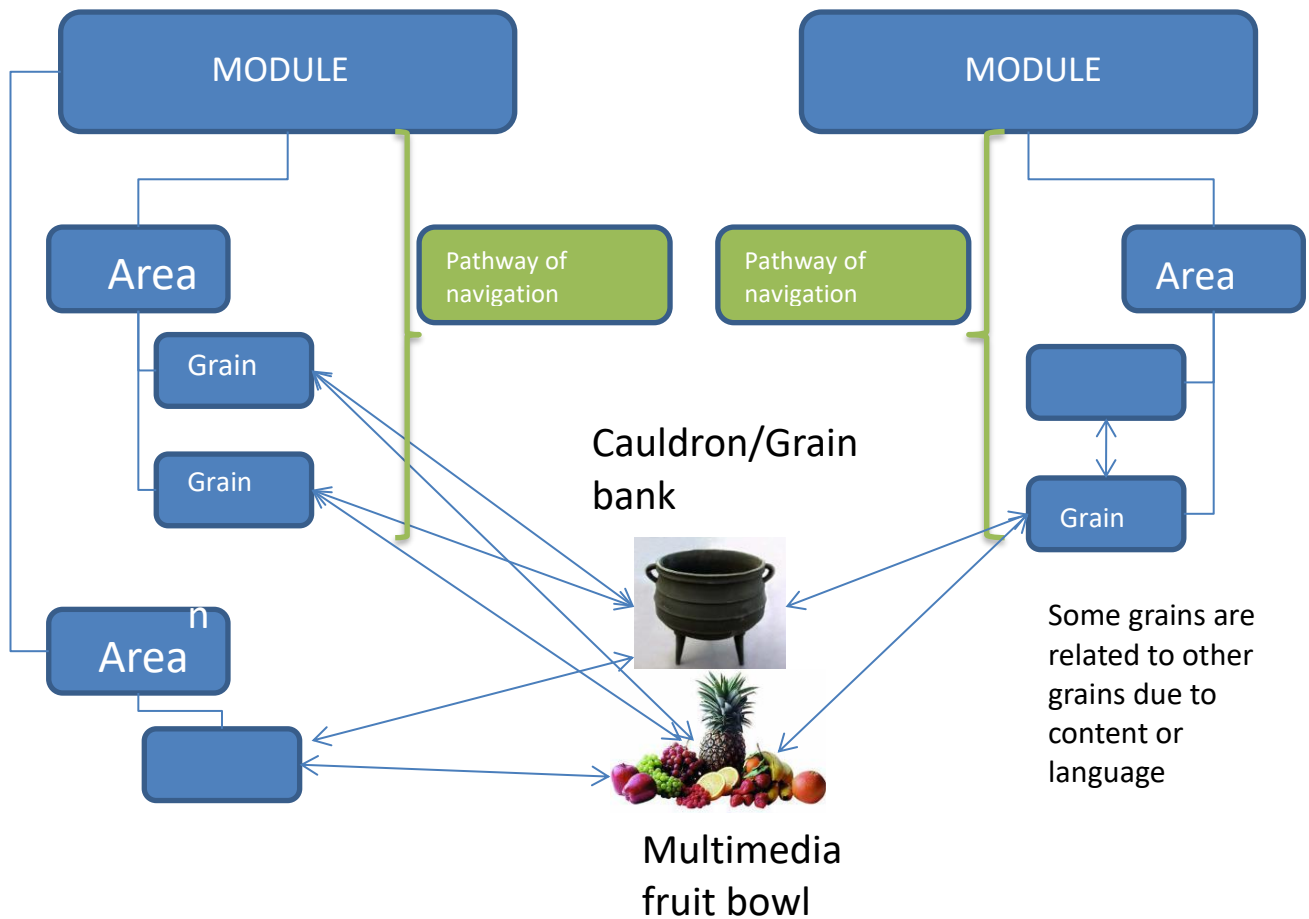 MODULE
MODULE
Area
Pathway of
navigation
Pathway of
navigation
Area
Grain
Grain
Cauldron/Grain
bank
Grain
n
Area
Some grains are
related to other
grains due to
content or
language
Multimedia
fruit bowl